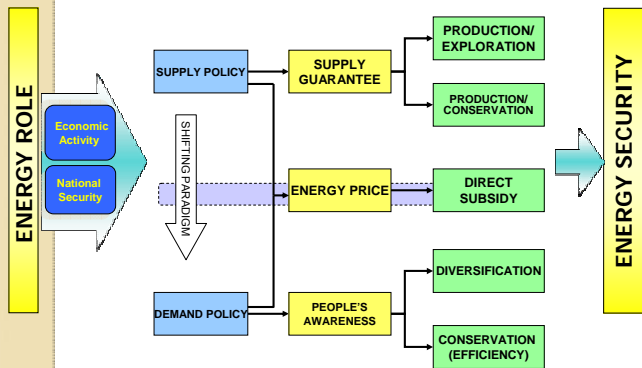 ENERGY ROLE
Economic
Activity
National
Security
SHIFTING PARADIGM
SUPPLY POLICY
DEMAND POLICY
SUPPLY
GUARANTEE
ENERGY PRICE
PEOPLE'S
AWARENESS
PRODUCTION/
EXPLORATION
PRODUCTION/
CONSERVATION
DIRECT
SUBSIDY
DIVERSIFICATION
CONSERVATION
(EFFICIENCY)
ENERGY SECURITY